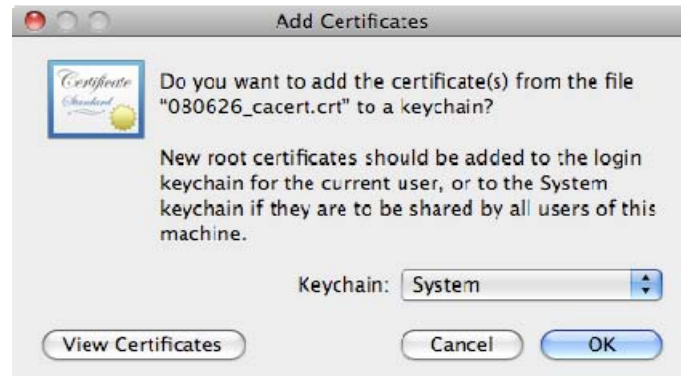 Add Certificates
Certificate
Standard
Do you want to add the certificate(s) from the file
"080626_cacert.crt" to a keychain?
New root certificates should be added to the login
keychain for the current user, or to the System
keychain if they are to be shared by all users of this
machine.
Keychain: System
View Certificates Cancel OK